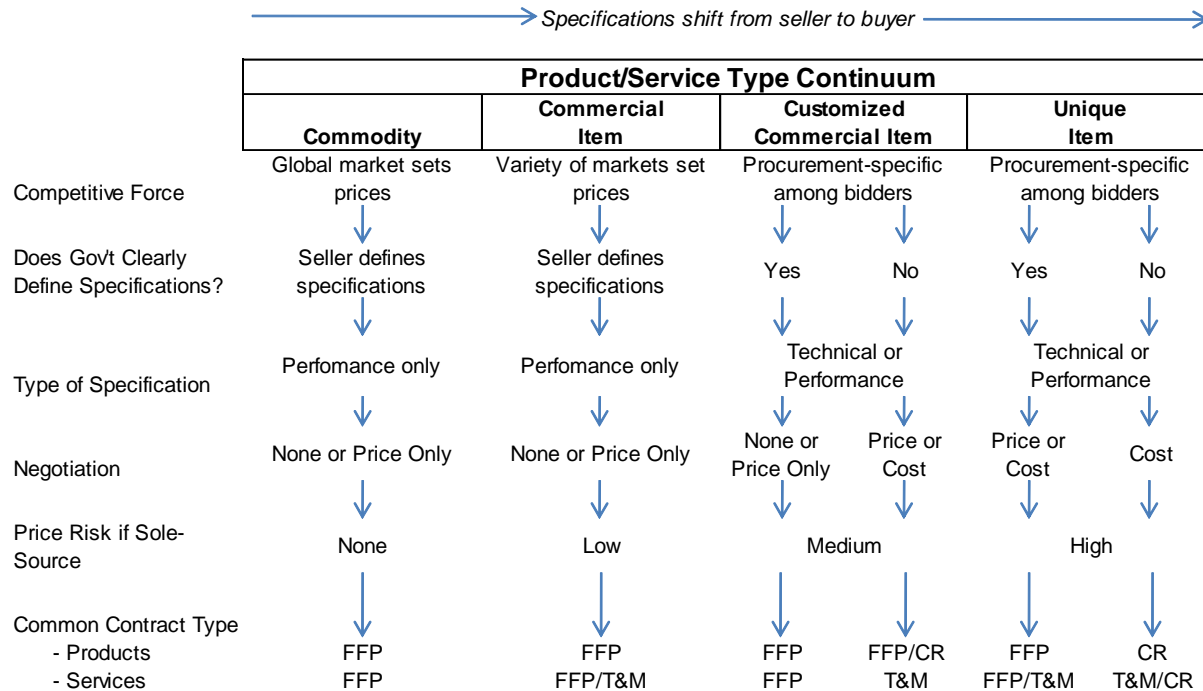 Specifications shift from seller to buyer
Product/Service Type Continuum
Commodity
Commercial
Item
Customized
Commercial Item
Unique
Item
Competitive Force
Global market sets
prices
Variety of markets set
prices
Procurement-specific
among bidders
Procurement-specific
among bidders
Does Gov't Clearly
Define Specifications?
Seller defines
specifications
Seller defines
specifications
Yes
No
Yes
No
Type of Specification
Perfomance only
Perfomance only
Technical or
Performance
Technical or
Performance
Negotiation
None or Price Only
None or Price Only
None or
Price Only
Price or
Cost
Price or
Cost
Cost
Price Risk if Sole-
Source
None
Low
Medium
High
Common Contract Type
- Products
FFP
FFP
FFP
FFP/CR
FFP
CR
- Services
FFP
FFP/T&M
FFP
T&M
FFP/T&M
T&M/CR